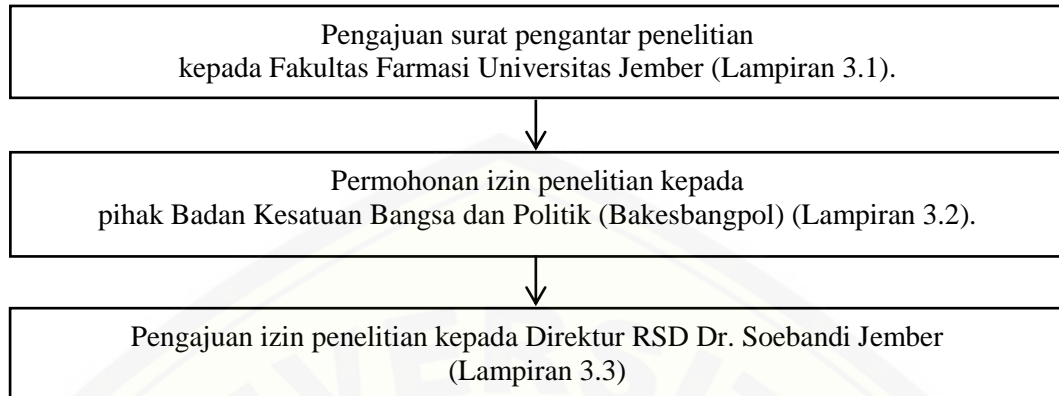 Pengajuan surat pengantar penelitian
kepada Fakultas Farmasi Universitas Jember (Lampiran 3.1).
Permohonan izin penelitian kepada
pihak Badan Kesatuan Bangsa dan Politik (Bakesbangpol) (Lampiran 3.2).
Pengajuan izin penelitian kepada Direktur RSD Dr. Soebandi Jember
(Lampiran 3.3)